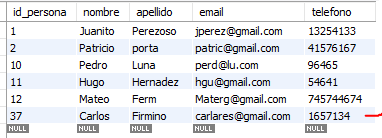 id_persona nombre apellido email telefono
1 Juanito Perezoso jperez@gmail.com 13254133
2 Patricio porta patric@gmail.com 41576167
10 Pedro Luna perd@lu.com 96465
11 Hugo Hernadez hgu@gmail.com 54641
12 Mateo Ferm Materg@gmail.com 745744674
37 Carlos Firmino carlares@gmail.com 1657134
NULL NULL NULL NULL NULL